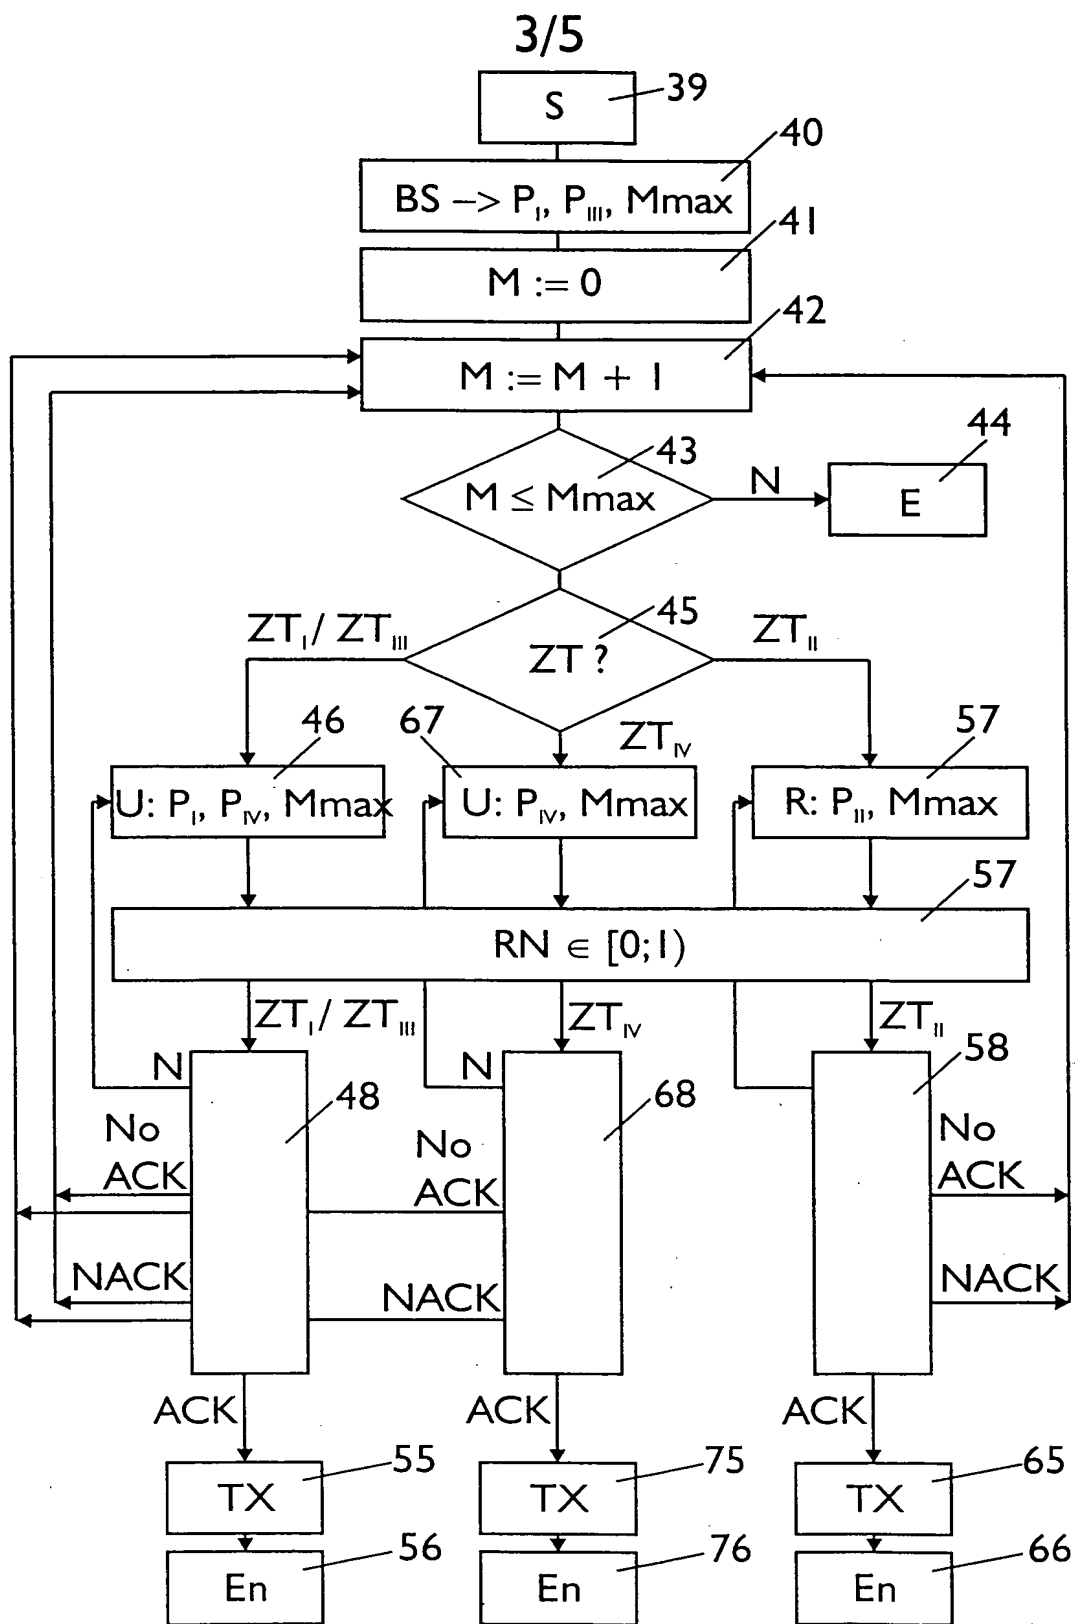 3/5
S
39
BS –> P_I, P_III, Mmax
40
M := 0
41
M := M + 1
42
M ≤ Mmax
43
N
E
44
ZT ?
45
ZT_I / ZT_III
ZT_II
ZT_IV
46
67
57
U: P_I, P_IV, Mmax
U: P_IV, Mmax
R: P_II, Mmax
57
RN ∈ [0; 1)
ZT_I / ZT_III
ZT_IV
ZT_II
N
N
48
68
58
No
ACK
No
ACK
No
ACK
NACK
NACK
NACK
ACK
ACK
ACK
55
75
65
TX
TX
TX
56
76
66
En
En
En